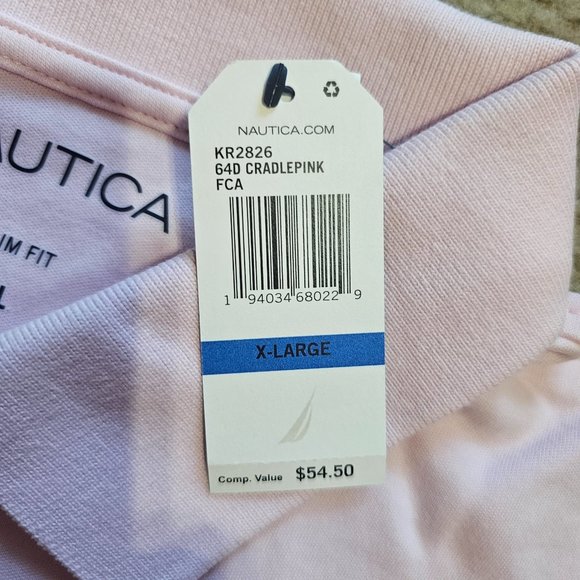 NAUTICA.COM
KR2826
64D CRADLEPINK
FCA
1 94034 68022 9
X-LARGE
Comp. Value $54.50
AUTICA
IM FIT
L